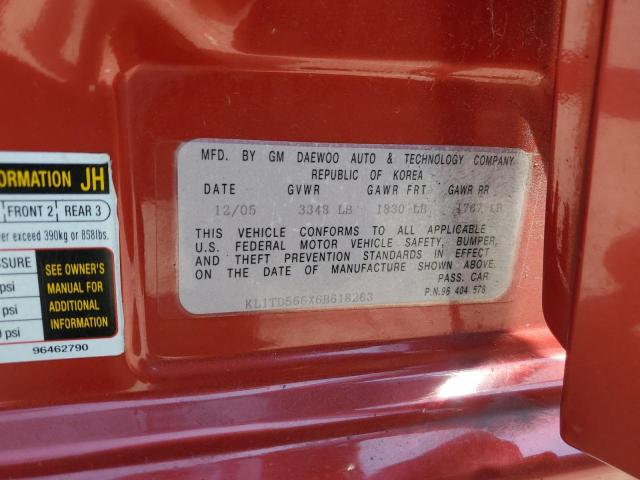 ORMATION JH
FRONT 2 REAR 3
er exceed 390kg or 858lbs.
SSURE
psi
psi
psi
SEE OWNER'S
MANUAL FOR
ADDITIONAL
INFORMATION
96462790
MFD. BY GM DAEWOO AUTO & TECHNOLOGY COMPANY
REPUBLIC OF KOREA
DATE GVWR GAWR FRT GAWR RR
12/05 3348 LB 1830 LB 1767 LB
THIS VEHICLE CONFORMS TO ALL APPLICABLE
U.S. FEDERAL MOTOR VEHICLE SAFETY, BUMPER,
AND THEFT PREVENTION STANDARDS IN EFFECT
ON THE DATE OF MANUFACTURE SHOWN ABOVE.
PASS. CAR
KL1TD566X6B618263
P.N.96 404 578